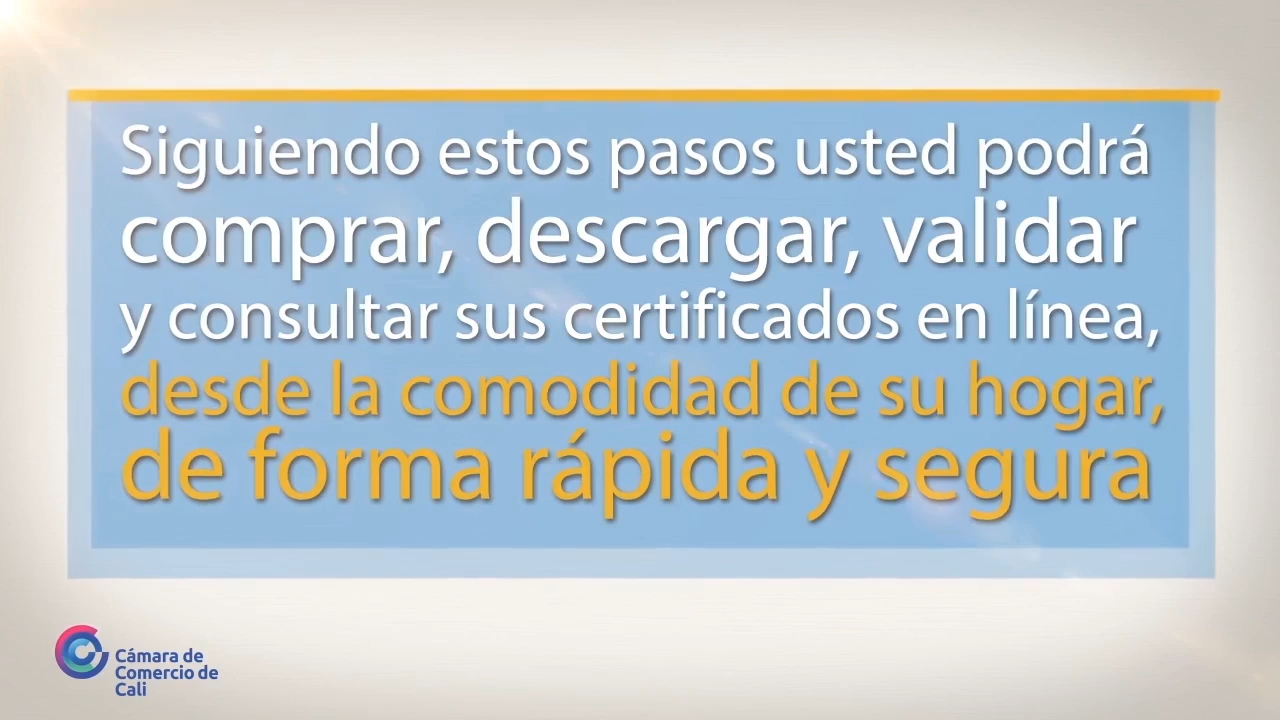 Siguiendo estos pasos usted podrá
comprar, descargar, validar
y consultar sus certificados en línea,
desde la comodidad de su hogar,
de forma rápida y segura
Cámara de
Comercio de
Cali